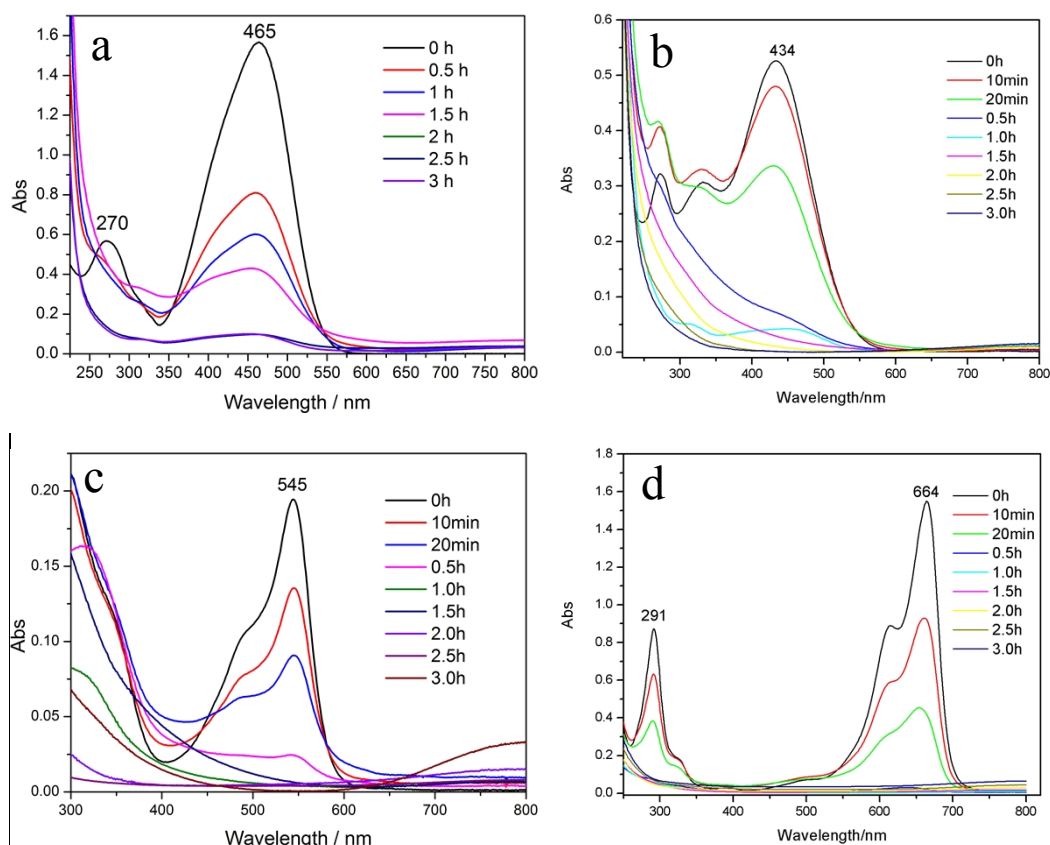 a
465
270
0 h
0.5 h
1 h
1.5 h
2 h
2.5 h
3 h
Abs
1.6
1.4
1.2
1.0
0.8
0.6
0.4
0.2
0.0
250 300 350 400 450 500 550 600 650 700 750 800
Wavelength / nm
b
434
0h
10min
20min
0.5h
1.0h
1.5h
2.0h
2.5h
3.0h
Abs
0.6
0.5
0.4
0.3
0.2
0.1
0.0
300 400 500 600 700 800
Wavelength/nm
c
545
0h
10min
20min
0.5h
1.0h
1.5h
2.0h
2.5h
3.0h
Abs
0.20
0.15
0.10
0.05
0.00
300 400 500 600 700 800
Wavelength / nm
d
664
291
0h
10min
20min
0.5h
1.0h
1.5h
2.0h
2.5h
3.0h
Abs
1.8
1.6
1.4
1.2
1.0
0.8
0.6
0.4
0.2
0.0
300 400 500 600 700 800
Wavelength/nm